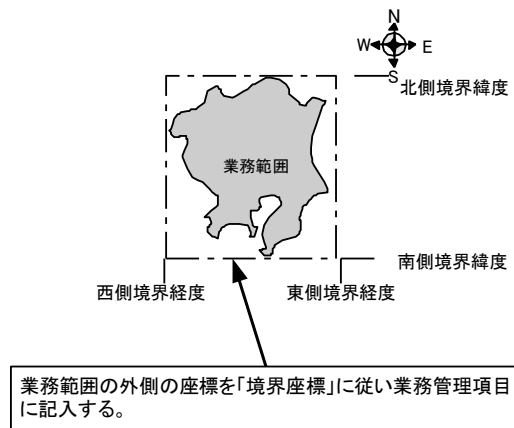 N
W E
S
北側境界緯度
業務範囲
南側境界緯度
西側境界経度 東側境界経度
業務範囲の外側の座標を「境界座標」に従い業務管理項目
に記入する。